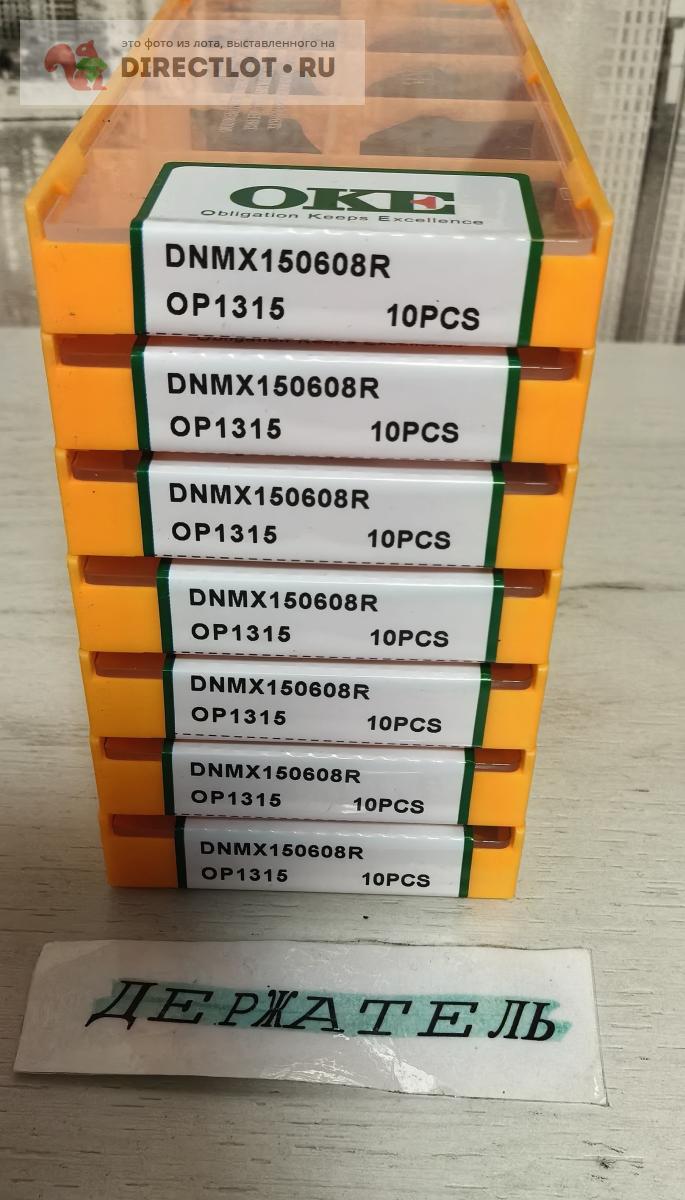 это фото из лота, выставленного на
DIRECTLOT•RU
OKE
Obligation Keeps Excellence
DNMX150608R
OP1315 10PCS
DNMX150608R
OP1315 10PCS
DNMX150608R
OP1315 10PCS
DNMX150608R
OP1315 10PCS
DNMX150608R
OP1315 10PCS
DNMX150608R
OP1315 10PCS
DNMX150608R
OP1315 10PCS
ДЕРЖАТЕЛЬ